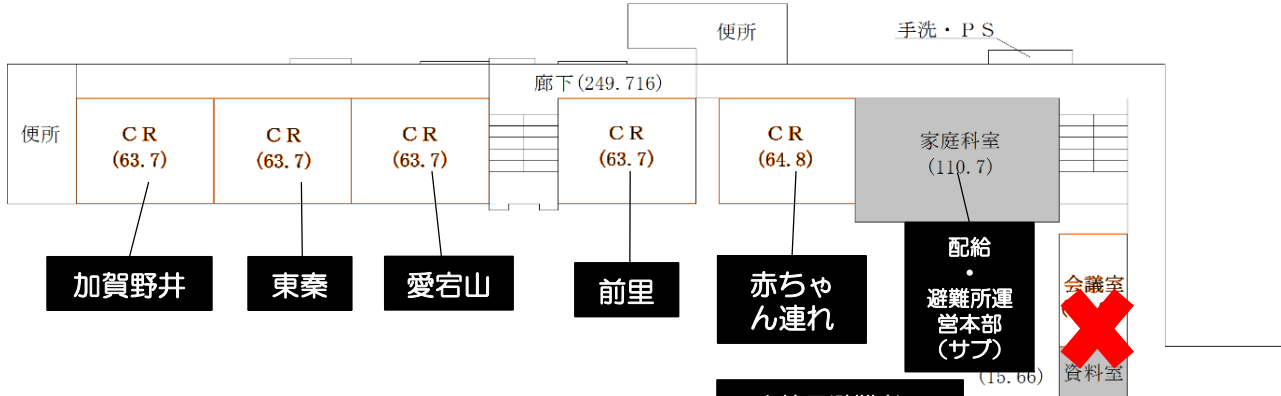 便所
手洗・ＰＳ
廊下(249.716)
便所
ＣＲ
(63.7)
ＣＲ
(63.7)
ＣＲ
(63.7)
ＣＲ
(63.7)
ＣＲ
(64.8)
家庭科室
(110.7)
加賀野井
東秦
愛宕山
前里
赤ちゃ
ん連れ
配給
・
避難所運
営本部
(サブ)
会議室
(15.66)
資料室